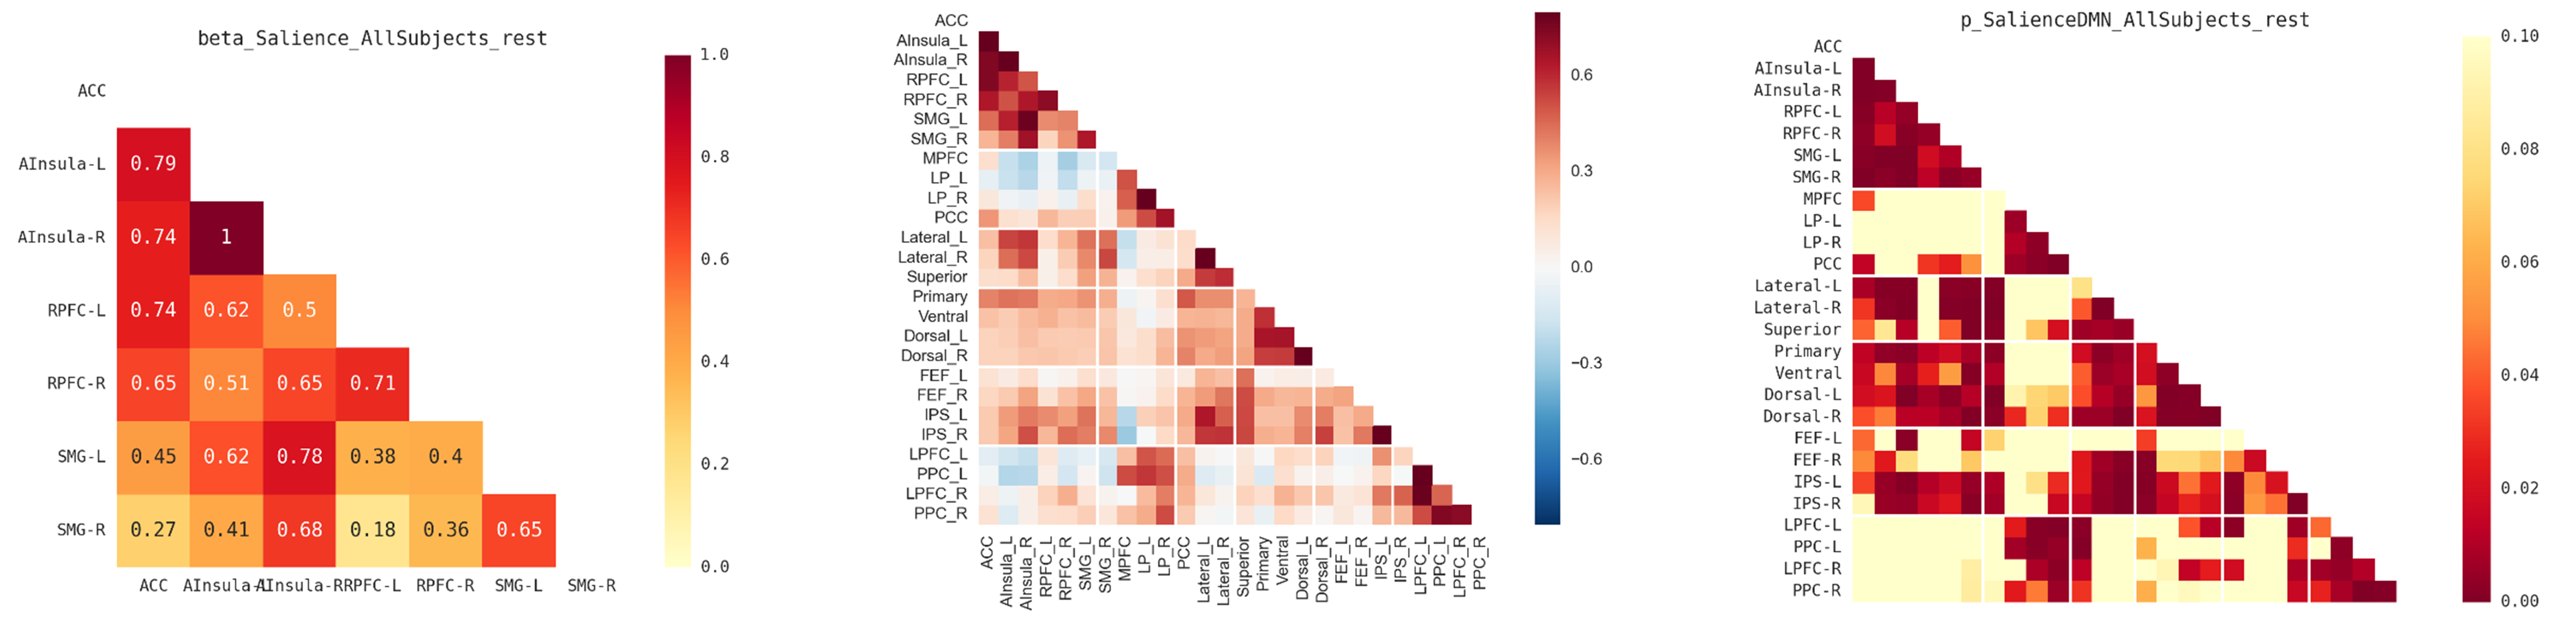 beta_Salience_AllSubjects_rest
ACC
AInsula-L
AInsula-R
RPFC-L
RPFC-R
SMG-L
SMG-R
0.79
0.74 1
0.74 0.62 0.5
0.65 0.51 0.65 0.71
0.45 0.62 0.78 0.38 0.4
0.27 0.41 0.68 0.18 0.36 0.65
ACC AInsula-L AInsula-R RPFC-L RPFC-R SMG-L SMG-R
1.0
0.8
0.6
0.4
0.2
0.0
ACC
AInsula_L
AInsula_R
RPFC_L
RPFC_R
SMG_L
SMG_R
MPFC
LP_L
LP_R
PCC
Lateral_L
Lateral_R
Superior
Primary
Ventral
Dorsal_L
Dorsal_R
FEF_L
FEF_R
IPS_L
IPS_R
LPFC_L
PPC_L
LPFC_R
PPC_R
ACC
AInsula_L
AInsula_R
RPFC_L
RPFC_R
SMG_L
SMG_R
MPFC
LP_L
LP_R
PCC
Lateral_L
Lateral_R
Superior
Primary
Ventral
Dorsal_L
Dorsal_R
FEF_L
FEF_R
IPS_L
IPS_R
LPFC_L
PPC_L
LPFC_R
PPC_R
0.6
0.3
0.0
−0.3
−0.6
p_SalienceDMN_AllSubjects_rest
ACC
AInsula-L
AInsula-R
RPFC-L
RPFC-R
SMG-L
SMG-R
MPFC
LP-L
LP-R
PCC
Lateral-L
Lateral-R
Superior
Primary
Ventral
Dorsal-L
Dorsal-R
FEF-L
FEF-R
IPS-L
IPS-R
LPFC-L
PPC-L
LPFC-R
PPC-R
0.10
0.08
0.06
0.04
0.02
0.00